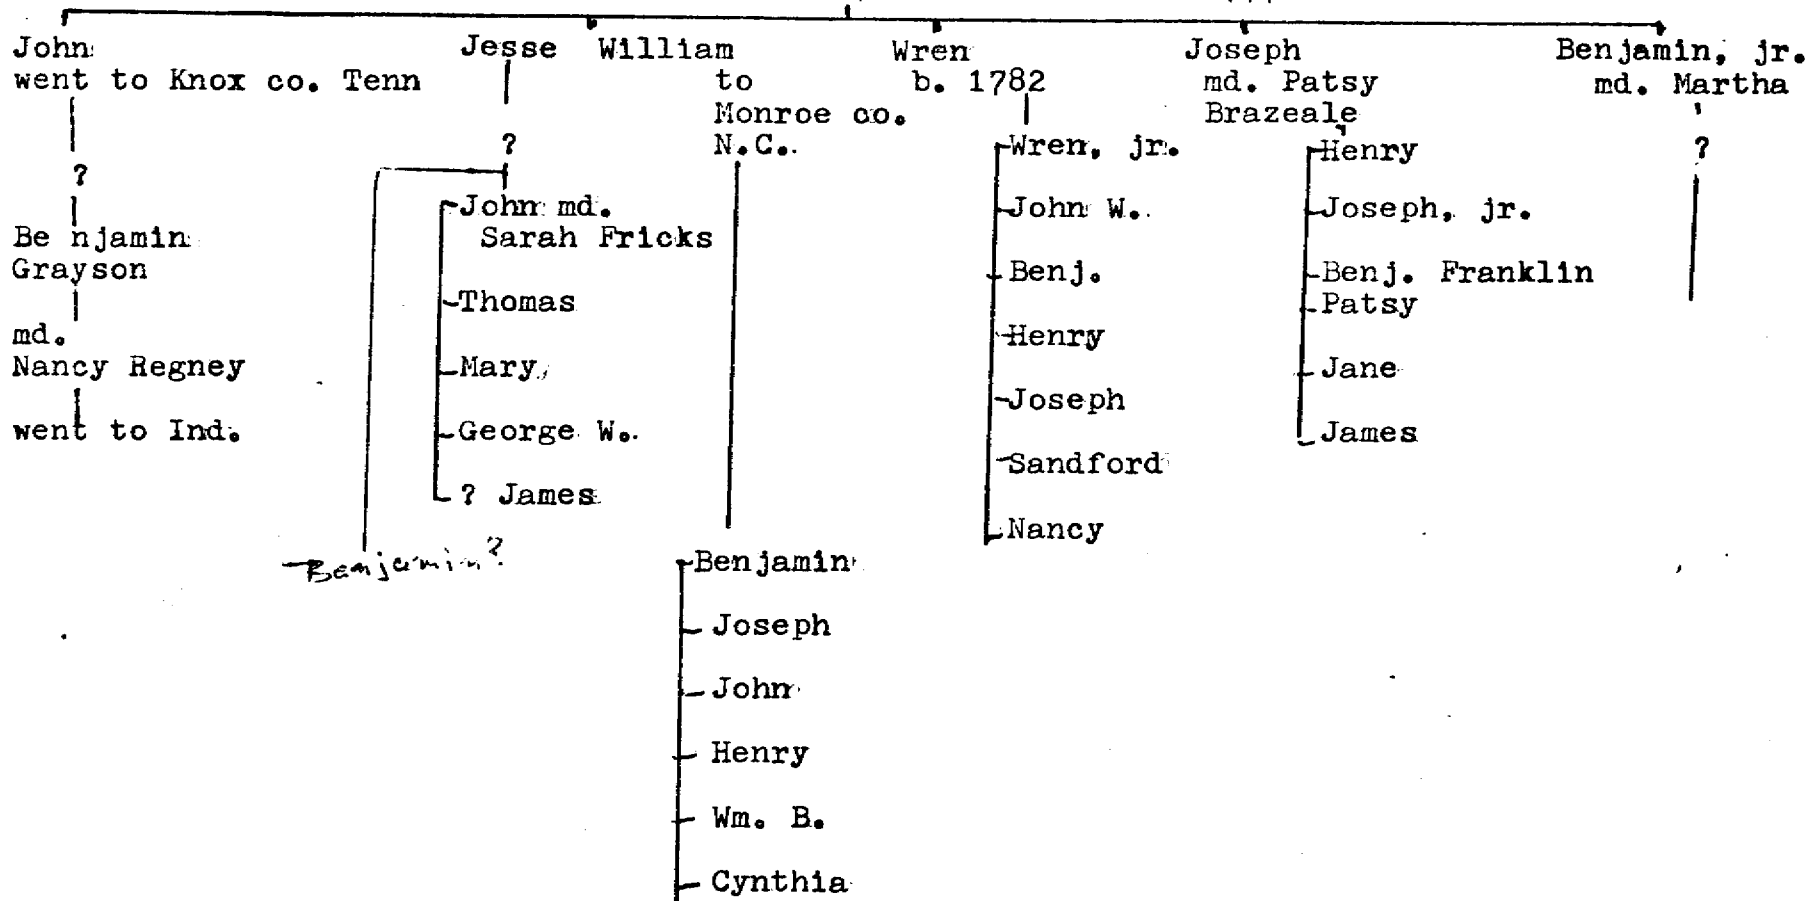 John
went to Knox co. Tenn
?
Be njamin
Grayson
md.
Nancy Regney
went to Ind.
Jesse
?
John md.
Sarah Fricks
Thomas
Mary
George W.
? James
Benjamin?
William
to
Monroe co.
N.C.
Benjamin
Joseph
John
Henry
Wm. B.
Cynthia
Wren
b. 1782
Wren, jr.
John W.
Benj.
Henry
Joseph
Sandford
Nancy
Joseph
md. Patsy
Brazeale
Henry
Joseph, jr.
Benj. Franklin
Patsy
Jane
James
Benjamin, jr.
md. Martha
?